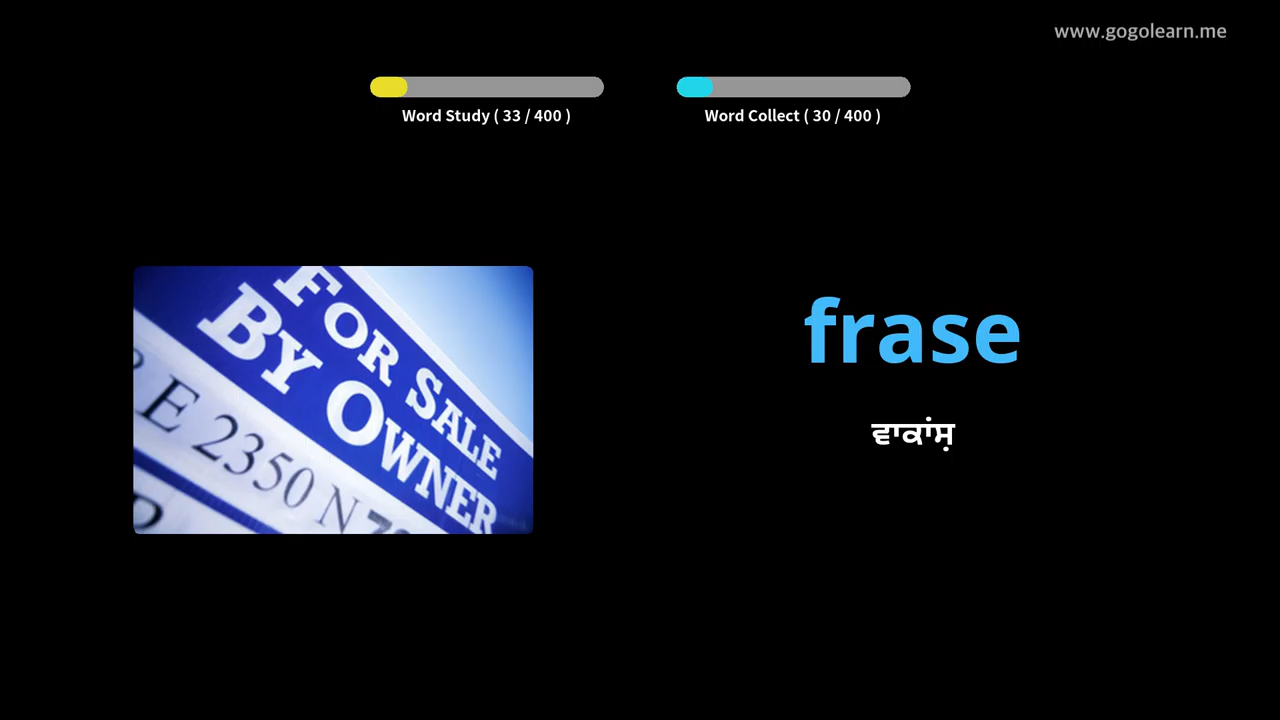 www.gogolearn.me
Word Study ( 33 / 400 )
Word Collect ( 30 / 400 )
FOR SALE
BY OWNER
E 2350 N
frase
ਵਾਕਾਂਸ਼